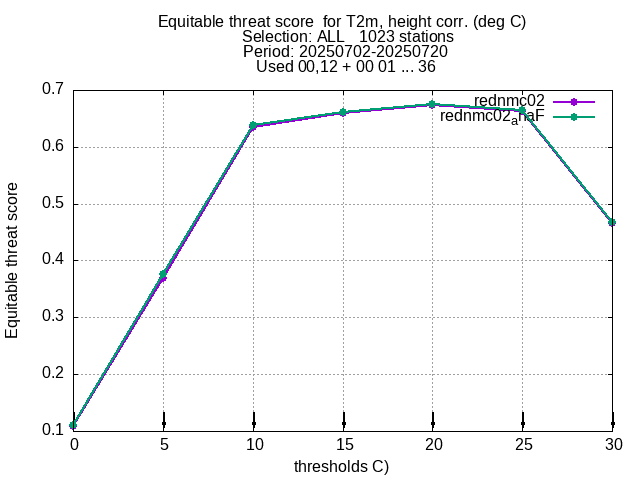 Equitable threat score  for T2m, height corr. (deg C)
Selection: ALL   1023 stations
Period: 20250702-20250720
Used 00,12 + 00 01 ... 36
0.7
0.6
0.5
0.4
0.3
0.2
0.1
Equitable threat score
rednmc02
rednmc02_anaF
0 5 10 15 20 25 30
thresholds C)